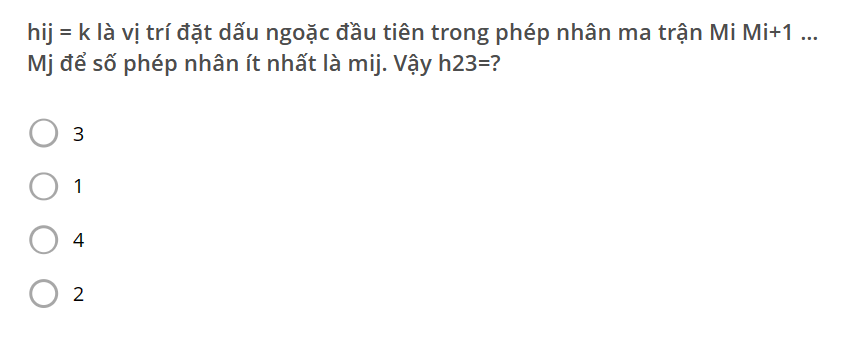 hij = k là vị trí đặt dấu ngoặc đầu tiên trong phép nhân ma trận Mi Mi+1 ...
Mj để số phép nhân ít nhất là mij. Vậy h23=?
3
1
4
2